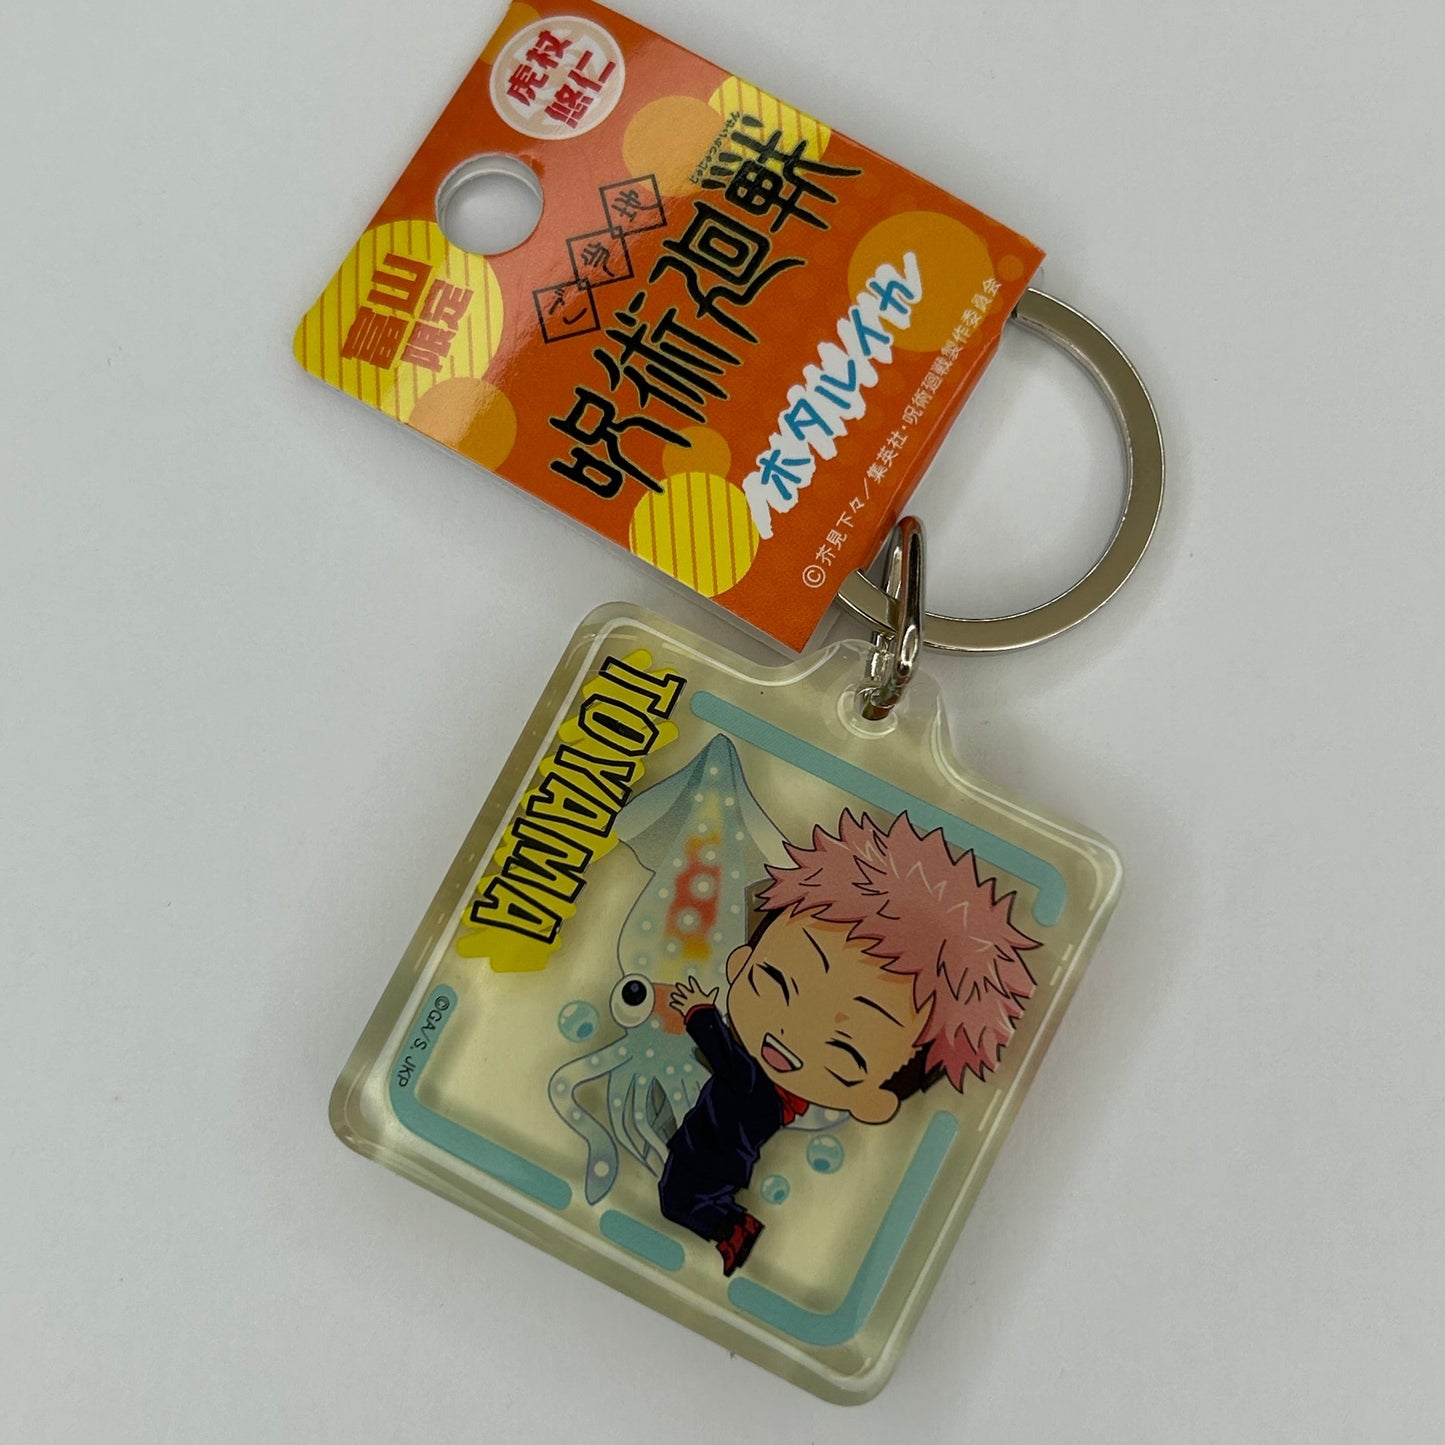 虎杖
悠仁
富山
限定
ご当地
じゅじゅつかいせん
呪術廻戦
ホタルイカ
©芥見下々/集英社・呪術廻戦製作委員会
TOYAMA
©GA/S, JKP